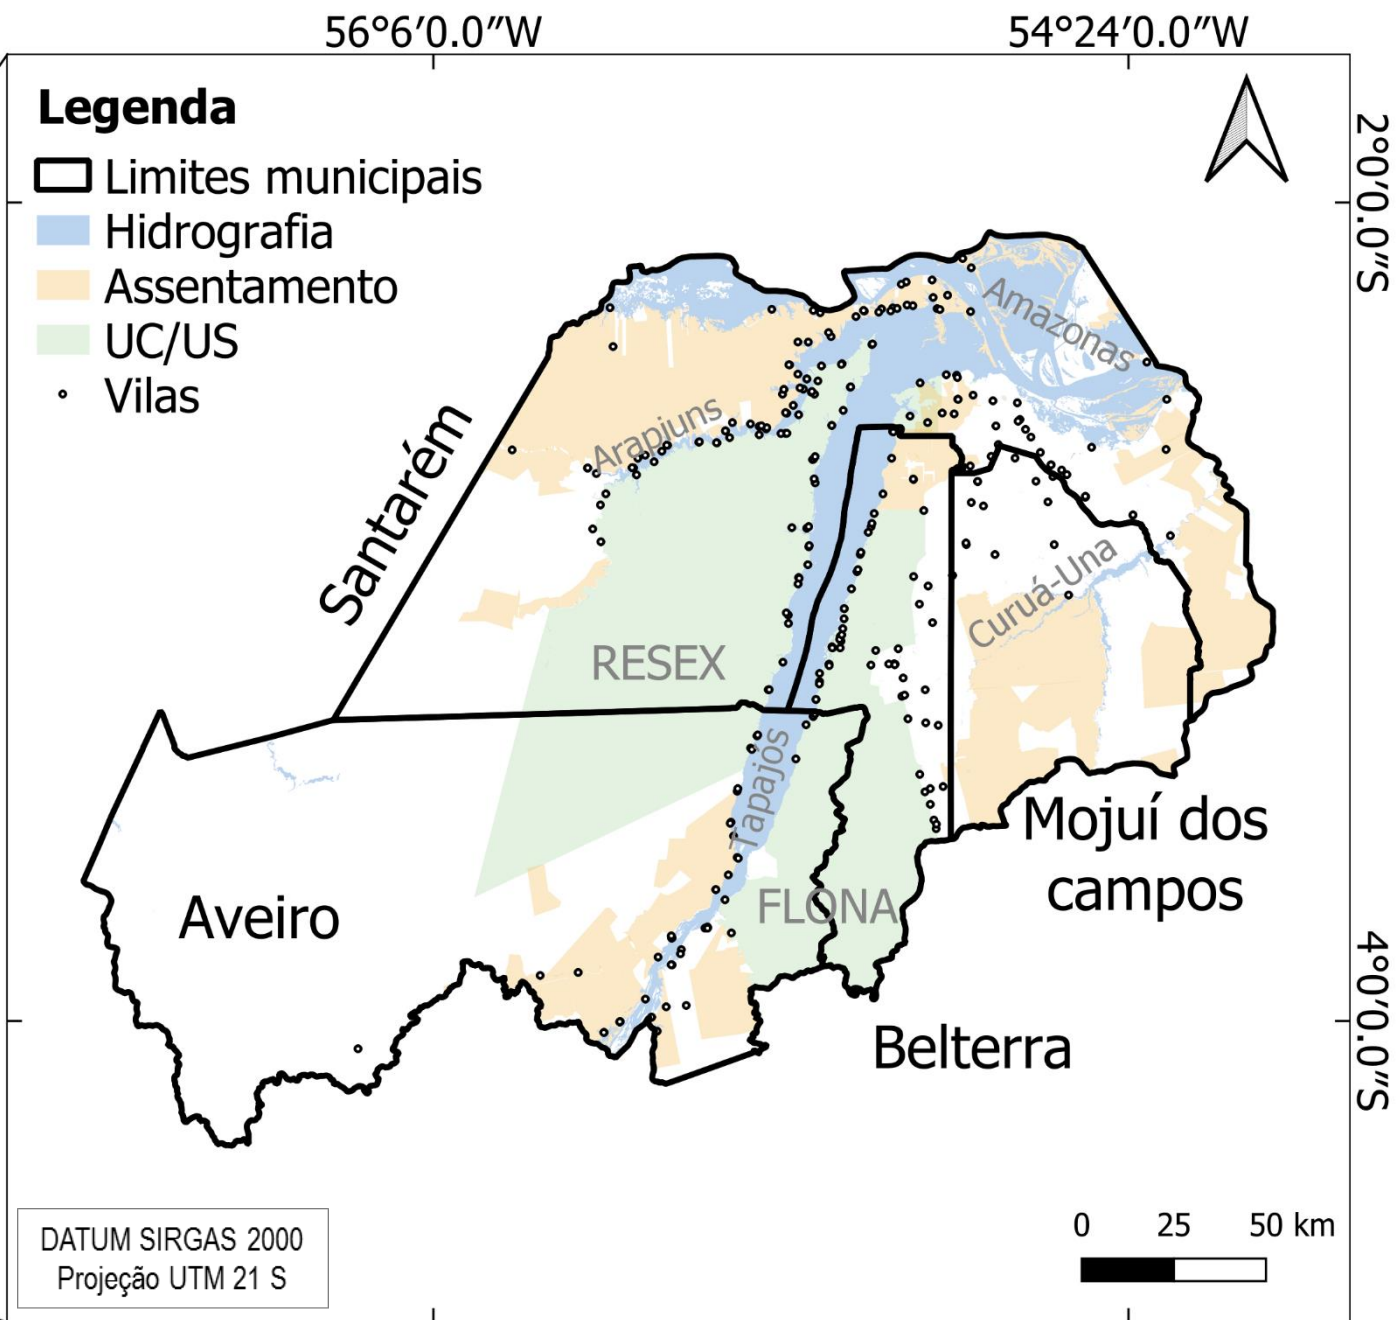 56°6′0.0″W
54°24′0.0″W
Legenda
Limites municipais
Hidrografia
Assentamento
UC/US
Vilas
2°0′0.0″S
Amazonas
Arapiuns
Santarém
Curuá-Una
RESEX
Tapajós
Mojuí dos
campos
Aveiro
FLONA
4°0′0.0″S
Belterra
DATUM SIRGAS 2000
Projeção UTM 21 S
0 25 50 km